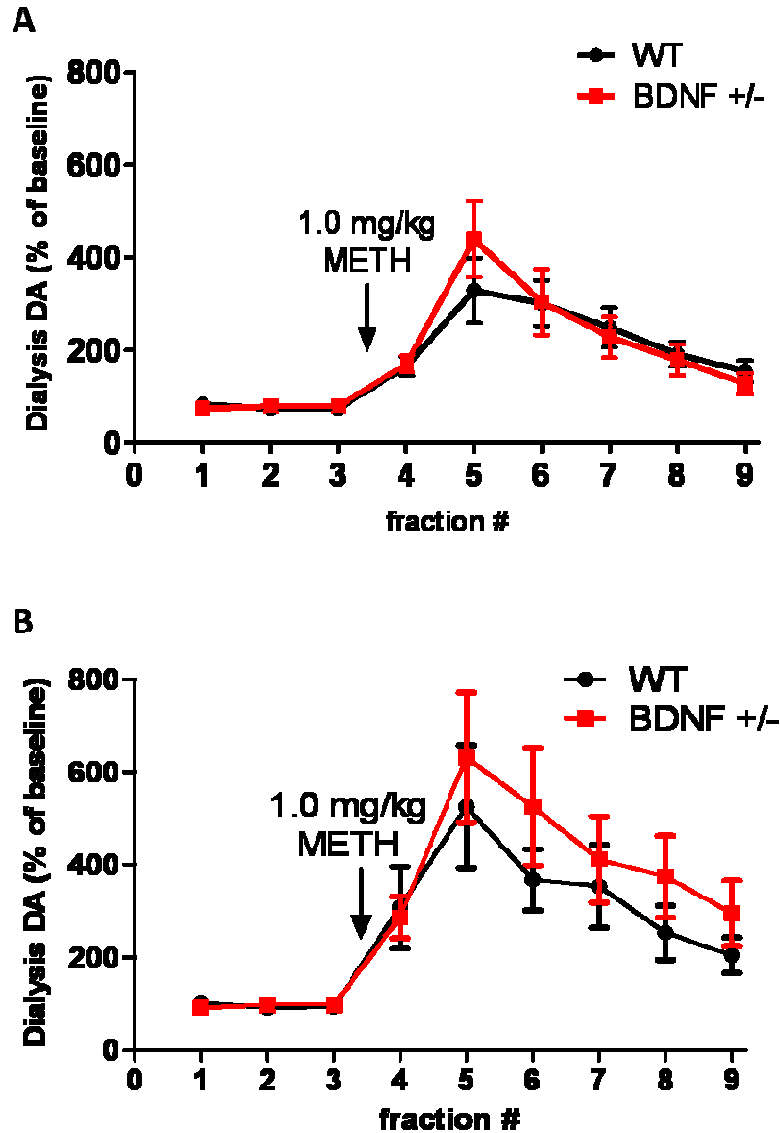 A
WT
BDNF +/-
Dialysis DA (% of baseline)
800
600
400
200
0
1.0 mg/kg
METH
0 1 2 3 4 5 6 7 8 9
fraction #
B
WT
BDNF +/-
Dialysis DA (% of baseline)
800
600
400
200
0
1.0 mg/kg
METH
0 1 2 3 4 5 6 7 8 9
fraction #